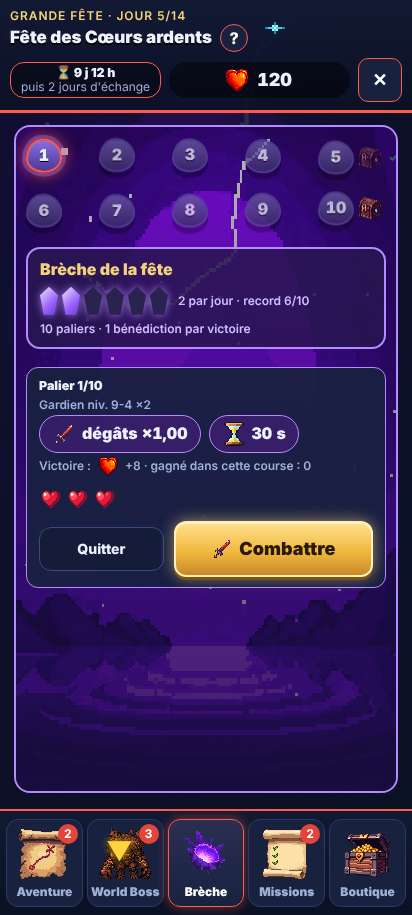 GRANDE FÊTE · JOUR 5/14
Fête des Cœurs ardents ?
9 j 12 h
puis 2 jours d'échange
120
×
1 2 3 4 5
6 7 8 9 10
Brèche de la fête
2 par jour · record 6/10
10 paliers · 1 bénédiction par victoire
Palier 1/10
Gardien niv. 9-4 ×2
dégâts ×1,00 30 s
Victoire : +8 · gagné dans cette course : 0
Quitter Combattre
2 3 2
Aventure World Boss Brèche Missions Boutique